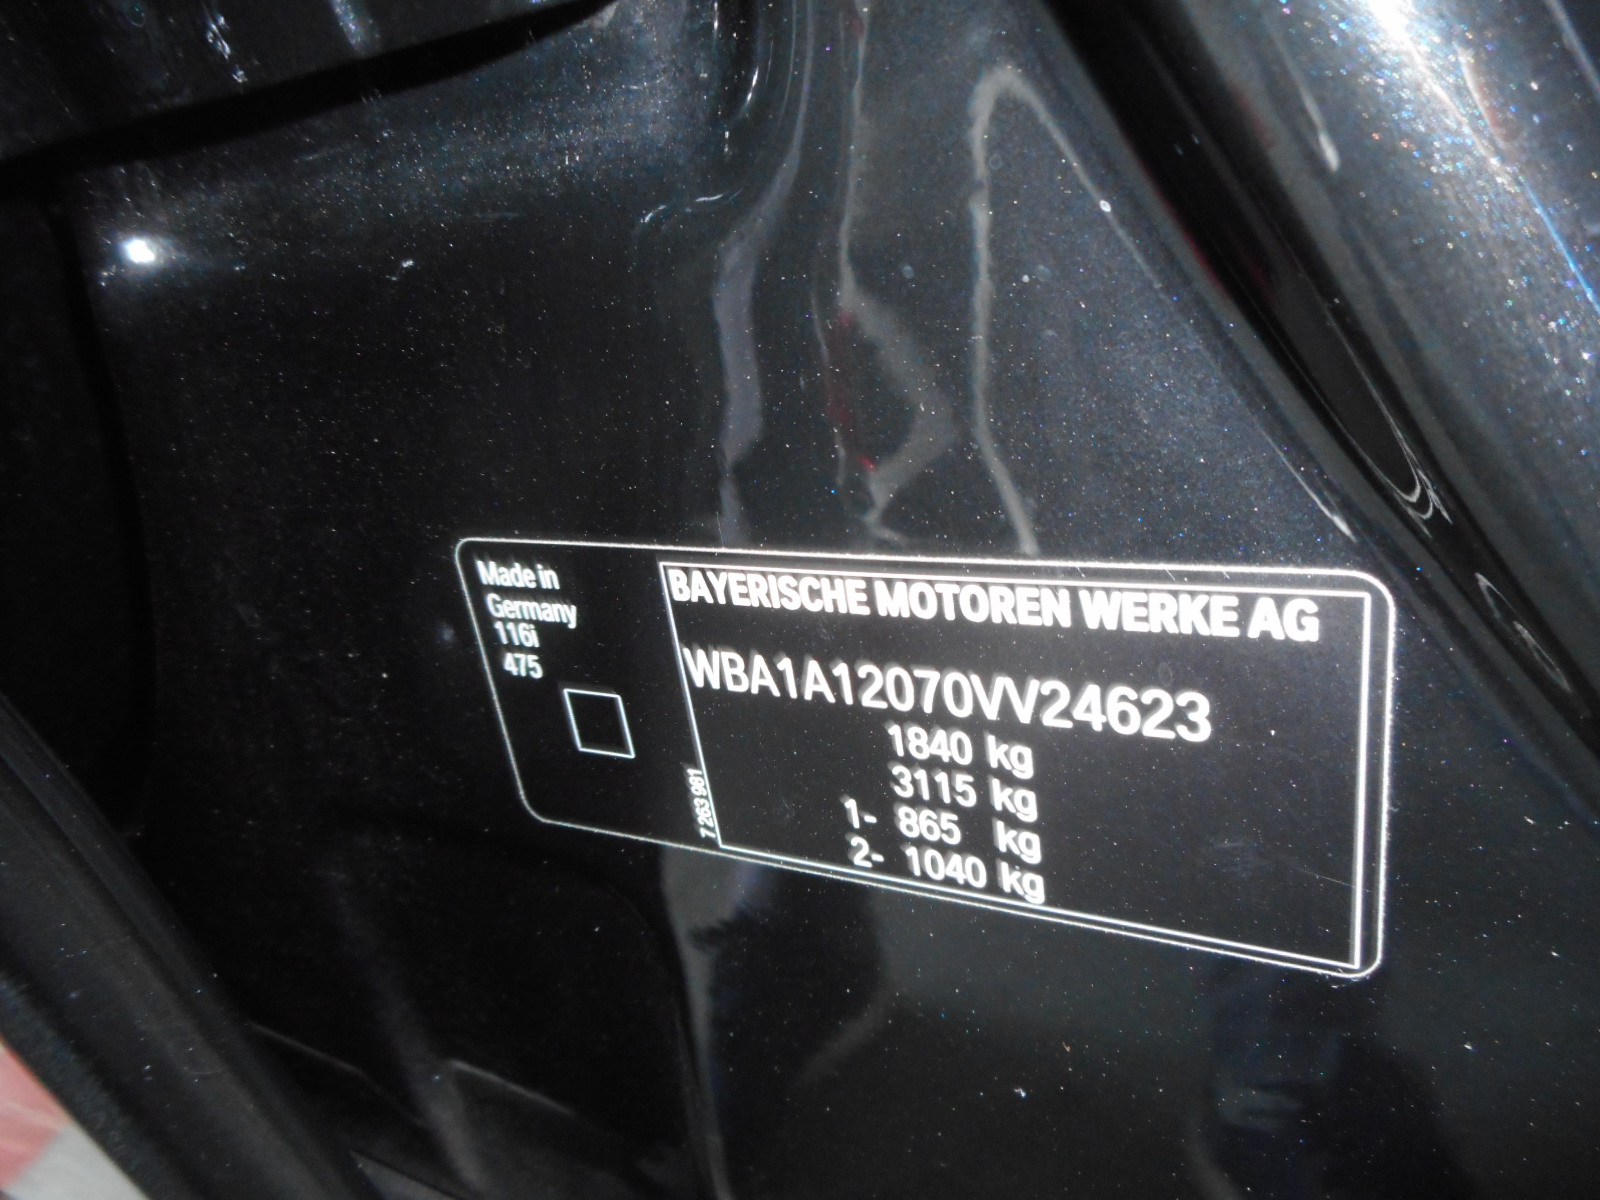 Made in
Germany
116i
475
7 263 981
BAYERISCHE MOTOREN WERKE AG
WBA1A12070VV24623
1840 kg
3115 kg
1- 865 kg
2- 1040 kg